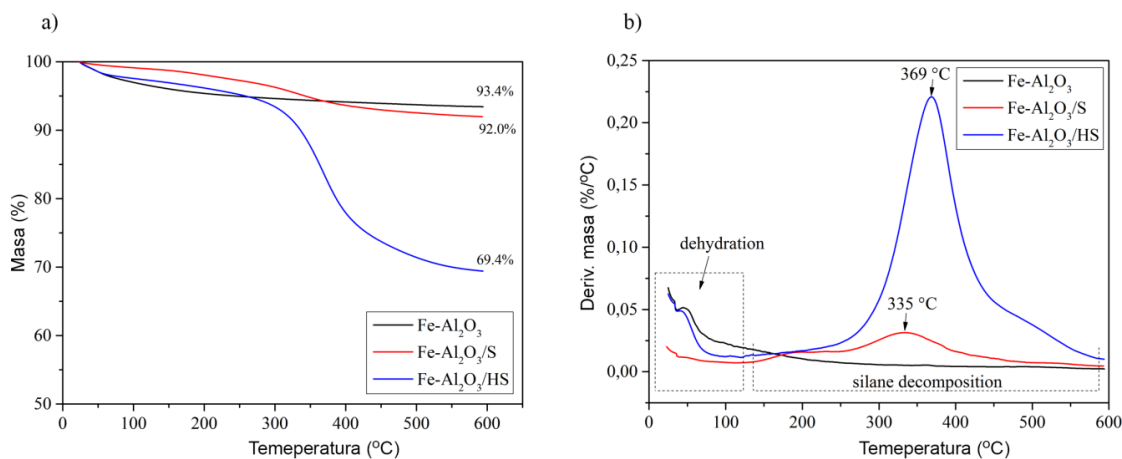 a)
100
90
80
70
60
50
Masa (%)
0
100
200
300
400
500
600
Temeperatura (°C)
93.4%
92.0%
69.4%
Fe-Al₂O₃
Fe-Al₂O₃/S
Fe-Al₂O₃/HS
b)
0,25
0,20
0,15
0,10
0,05
0,00
Deriv. masa (%/°C)
0
100
200
300
400
500
600
Temeperatura (°C)
369 °C
Fe-Al₂O₃
Fe-Al₂O₃/S
Fe-Al₂O₃/HS
dehydration
335 °C
silane decomposition